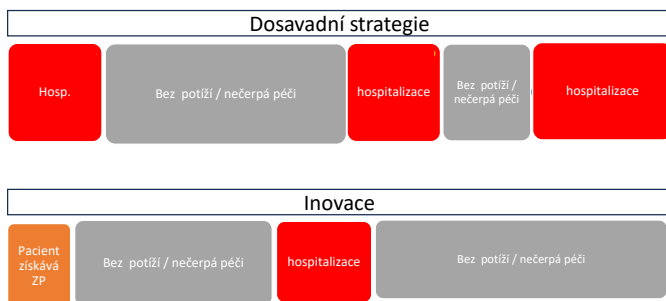 Dosavadní strategie
Hosp.
Bez potíží / nečerpá péči
hospitalizace
Bez potíží /
nečerpá péči
hospitalizace
Inovace
Pacient
získává
ZP
Bez potíží / nečerpá péči
hospitalizace
Bez potíží / nečerpá péči